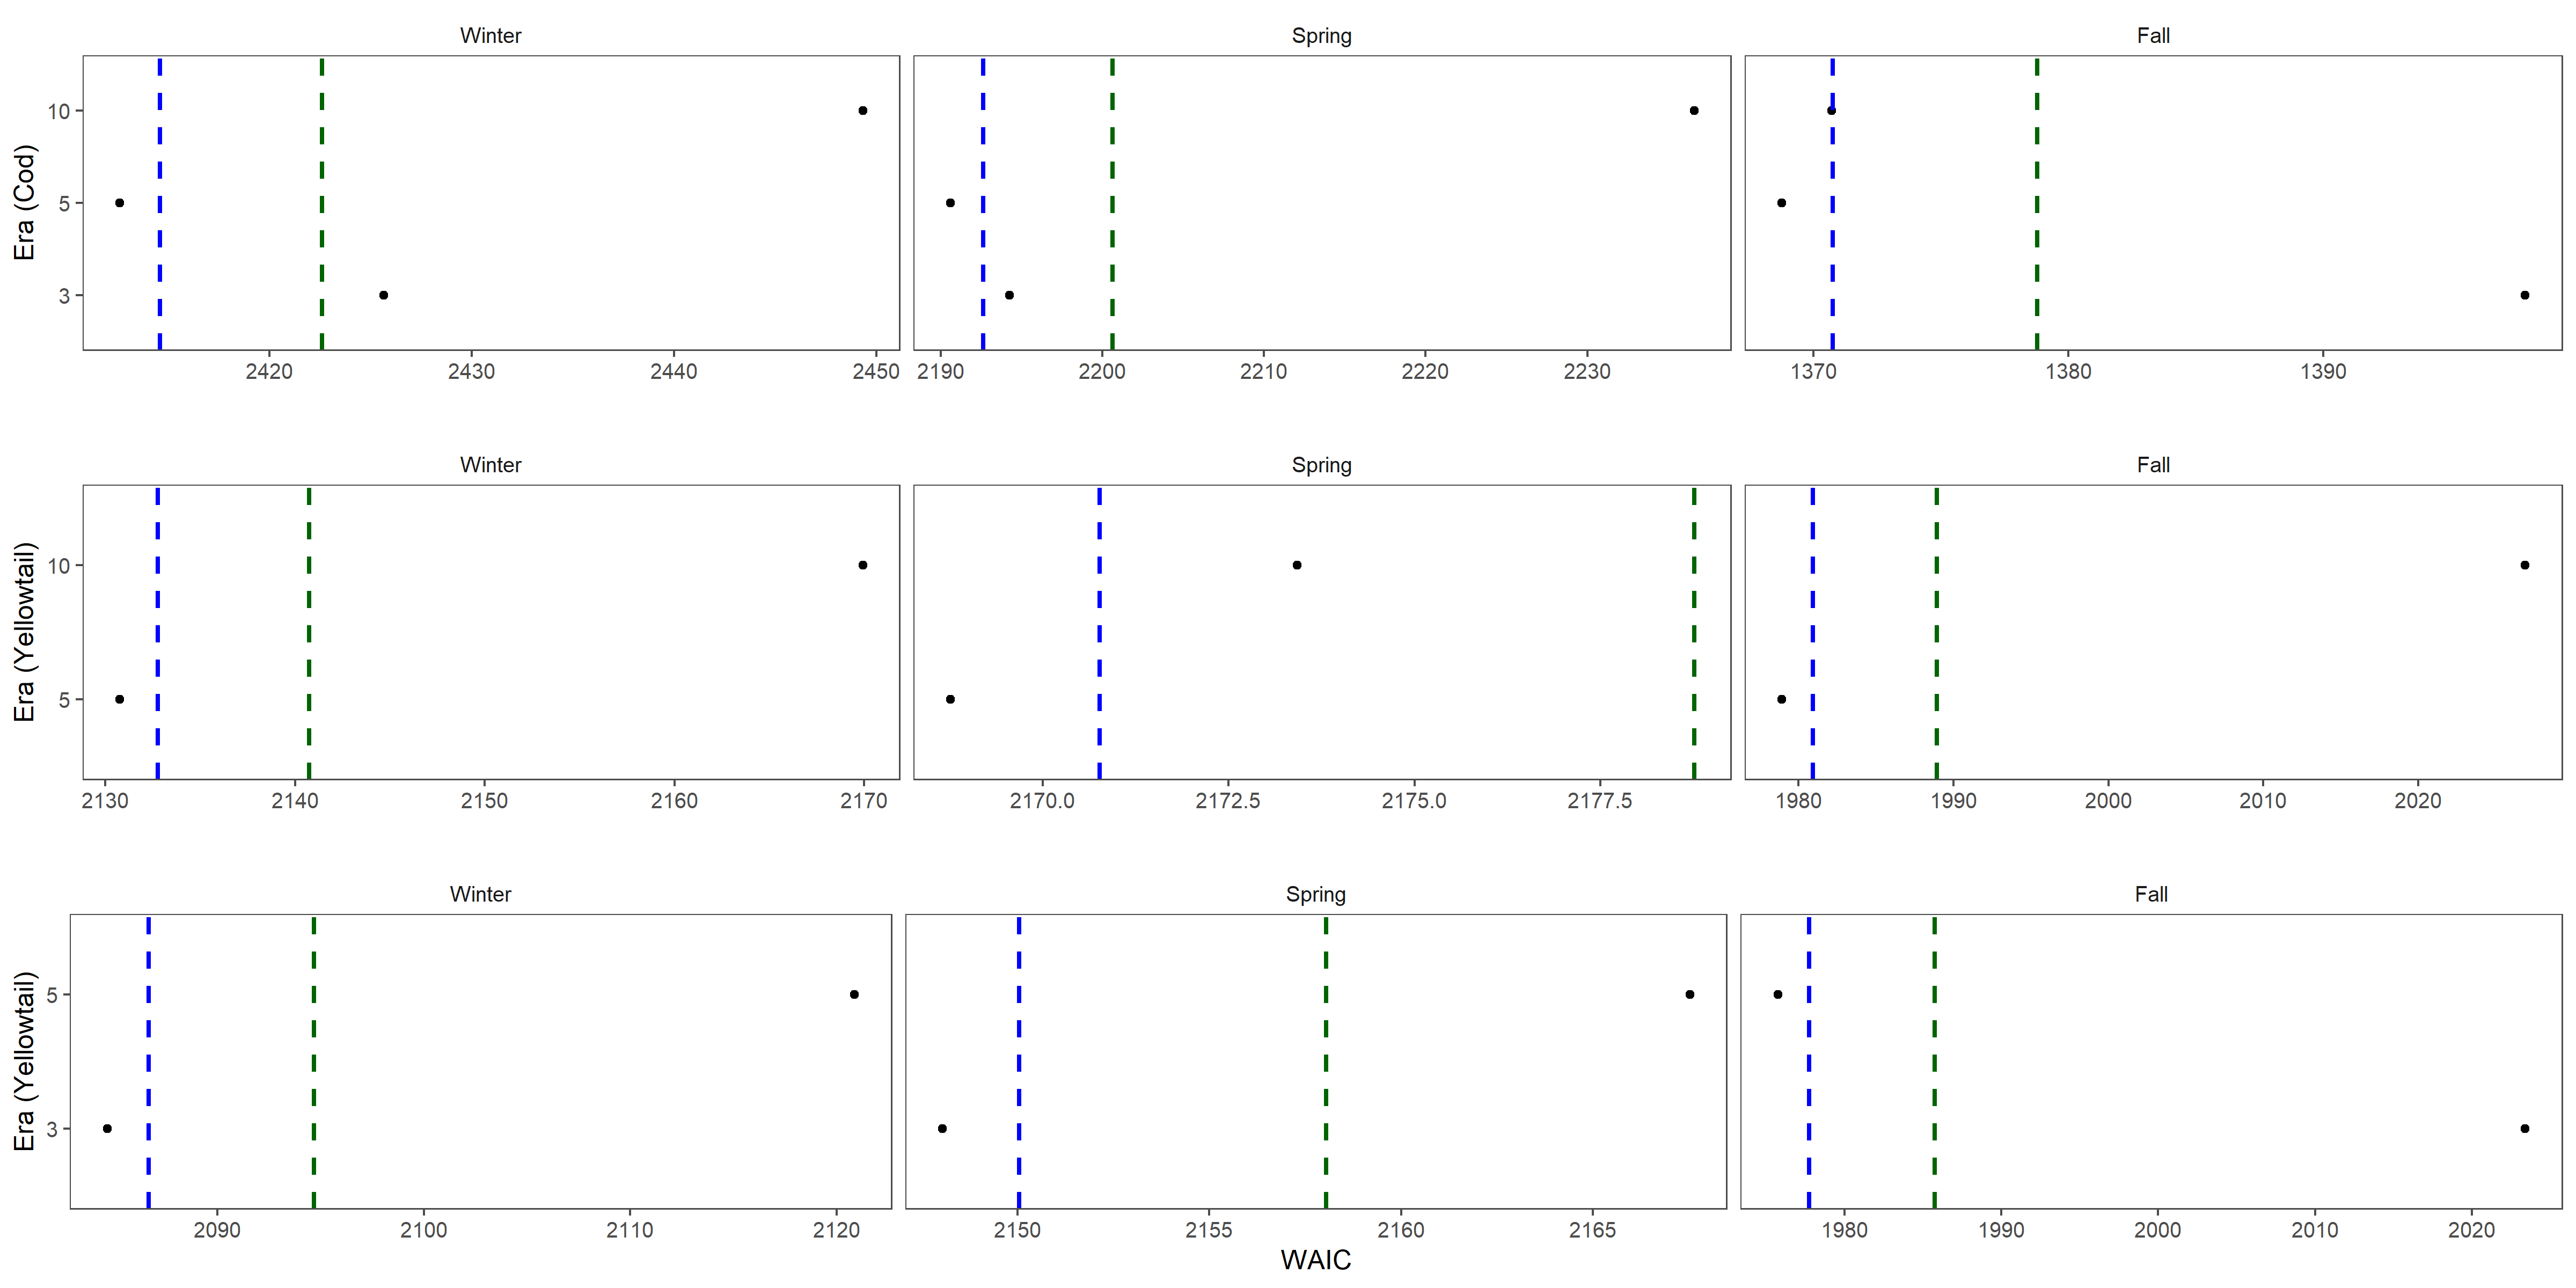 Winter Spring Fall
Era (Cod)
10
5
3
2420 2430 2440 2450 2190 2200 2210 2220 2230 1370 1380 1390
Winter Spring Fall
Era (Yellowtail)
10
5
2130 2140 2150 2160 2170 2170.0 2172.5 2175.0 2177.5 1980 1990 2000 2010 2020
Winter Spring Fall
Era (Yellowtail)
5
3
2090 2100 2110 2120 2150 2155 2160 2165 1980 1990 2000 2010 2020
WAIC